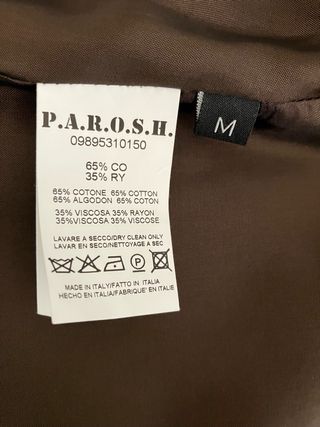 P.A.R.O.S.H.
09895310150
65% CO
35% RY
65% COTONE 65% COTTON
65% ALGODON 65% COTON
35% VISCOSA 35% RAYON
35%VISCOSA 35% VISCOSE
LAVARE A SECCO/DRY CLEAN ONLY
LAVAR EN SECO/NETTOYAGE A SEC
P
MADE IN ITALY/FATTO IN ITALIA
HECHO EN ITALIA/FABRIQUE' EN ITALIE
M